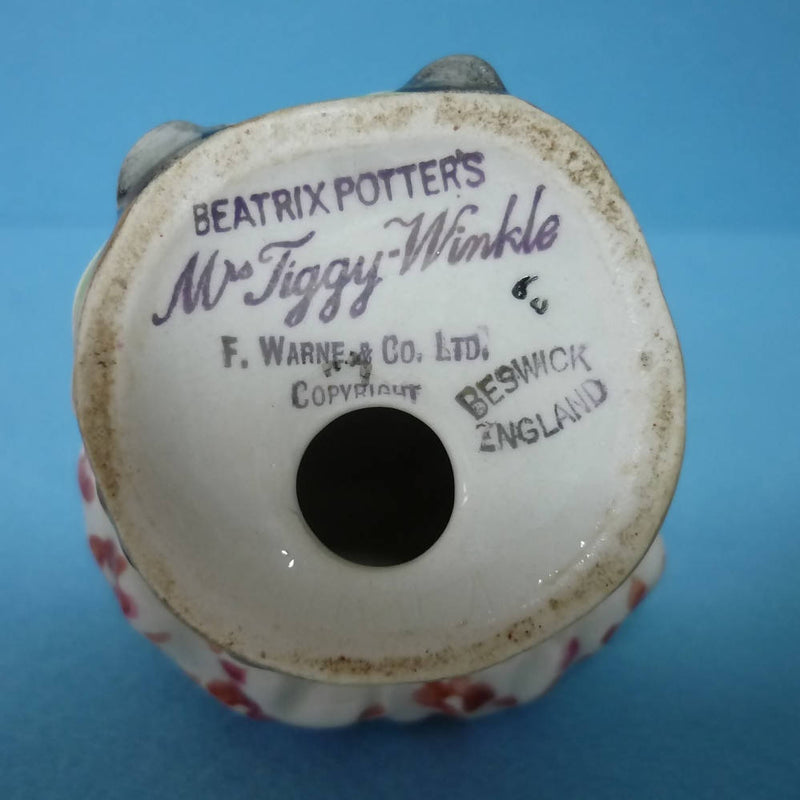 BEATRIX POTTER'S
Mrs Tiggy-Winkle
F. WARNE & CO. LTD.
COPYRIGHT
BESWICK
ENGLAND